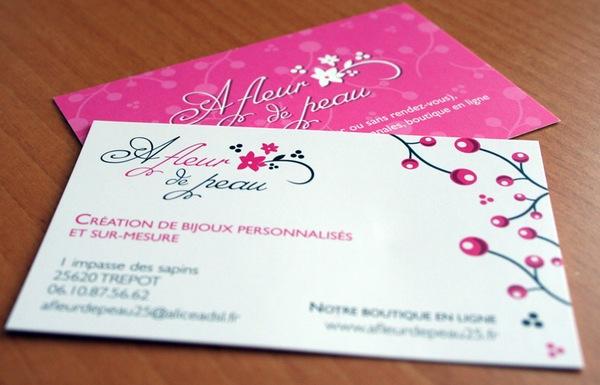 A fleur
de peau
ou sans rendez-vous),
boutique en ligne
A fleur
de peau
CRÉATION DE BIJOUX PERSONNALISÉS
ET SUR-MESURE
1 impasse des sapins
25620 TREPOT
06.10.87.56.62
afleurdepeau25@aliceadsl.fr
NOTRE BOUTIQUE EN LIGNE
www.afleurdepeau25.fr